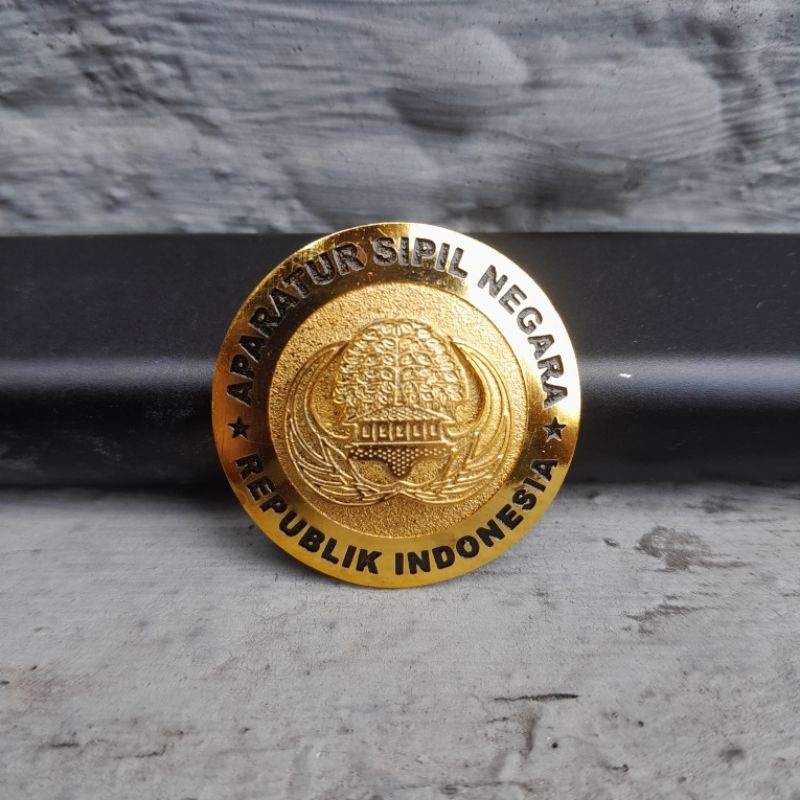 APARATUR SIPIL NEGARA
REPUBLIK INDONESIA